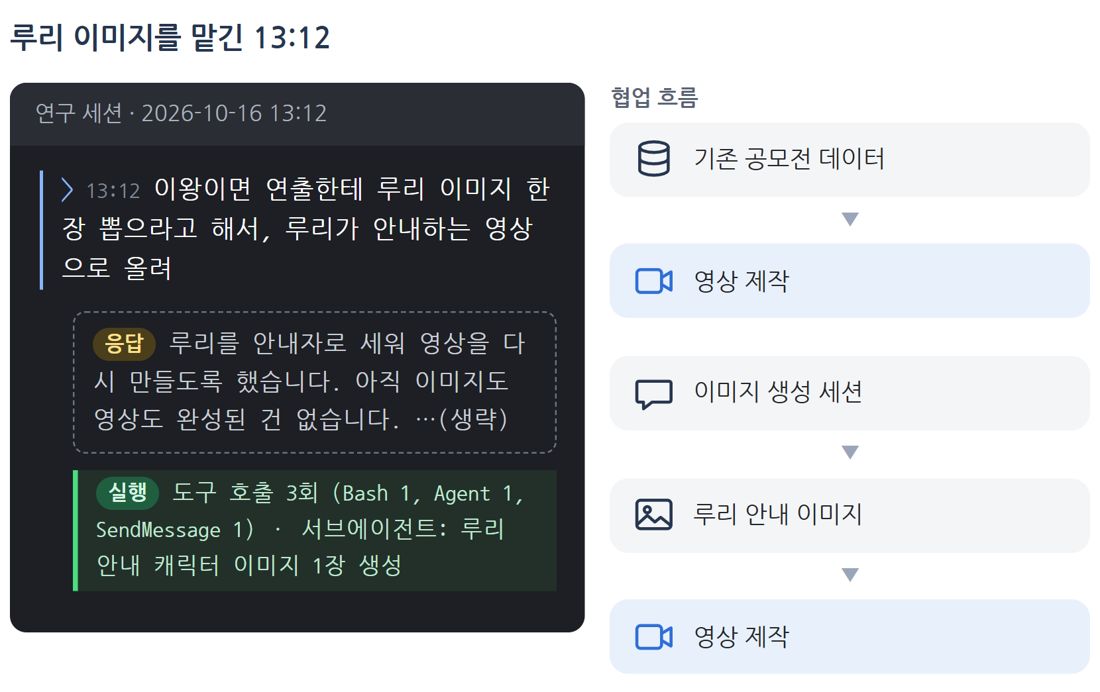 루리 이미지를 맡긴 13:12
연구 세션 · 2026-10-16 13:12
13:12 이왕이면 연출한테 루리 이미지 한
장 뽑으라고 해서, 루리가 안내하는 영상
으로 올려
응답 루리를 안내자로 세워 영상을 다
시 만들도록 했습니다. 아직 이미지도
영상도 완성된 건 없습니다. …(생략)
실행 도구 호출 3회 (Bash 1, Agent 1,
SendMessage 1) · 서브에이전트: 루리
안내 캐릭터 이미지 1장 생성
협업 흐름
기존 공모전 데이터
영상 제작
이미지 생성 세션
루리 안내 이미지
영상 제작